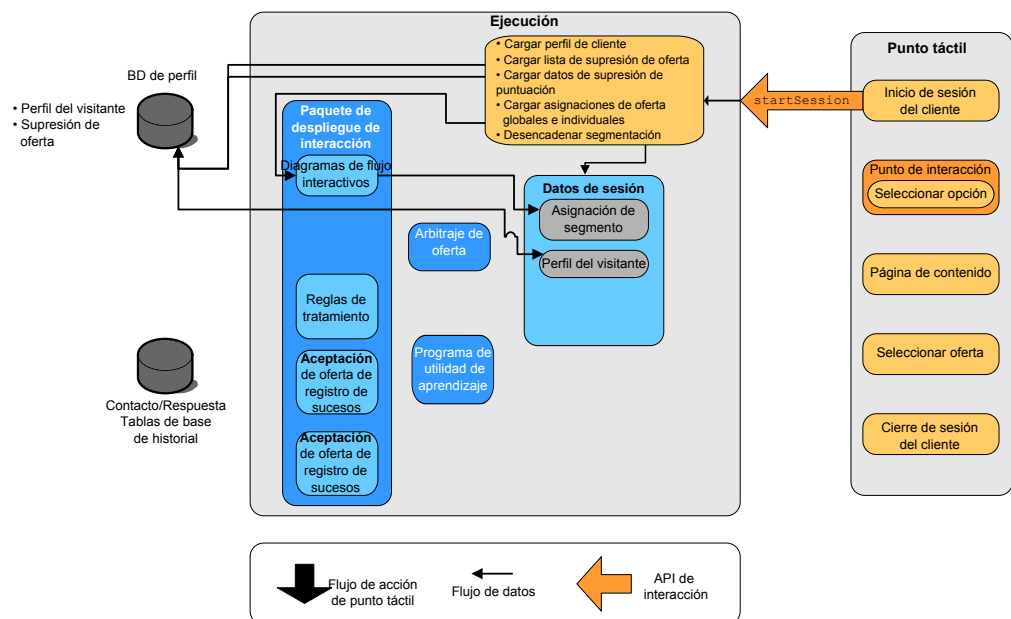 Ejecución
• Cargar perfil de cliente
• Cargar lista de supresión de oferta
• Cargar datos de supresión de
puntuación
• Cargar asignaciones de oferta
globales e individuales
• Desencadenar segmentación
startSession
Punto táctil
Inicio de sesión
del cliente
Punto de interacción
Seleccionar opción
Página de contenido
Seleccionar oferta
Cierre de sesión
del cliente
BD de perfil
• Perfil del visitante
• Supresión de
oferta
Paquete de
despliegue de
interacción
Diagramas de flujo
interactivos
Datos de sesión
Asignación de
segmento
Perfil del visitante
Arbitraje de
oferta
Reglas de
tratamiento
Programa de
utilidad de
aprendizaje
Aceptación
de oferta de
registro de
sucesos
Aceptación
de oferta de
registro de
sucesos
Contacto/Respuesta
Tablas de base
de historial
Flujo de acción
de punto táctil
Flujo de datos
API de
interacción